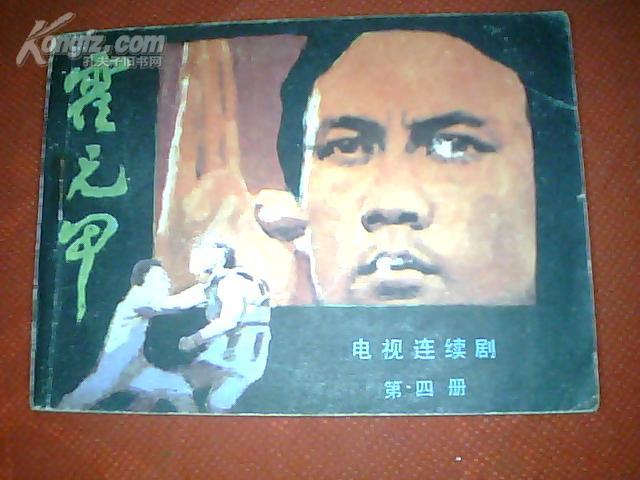 Kongfz.com
孔夫子旧书网
霍元甲
电视连续剧
第·四册